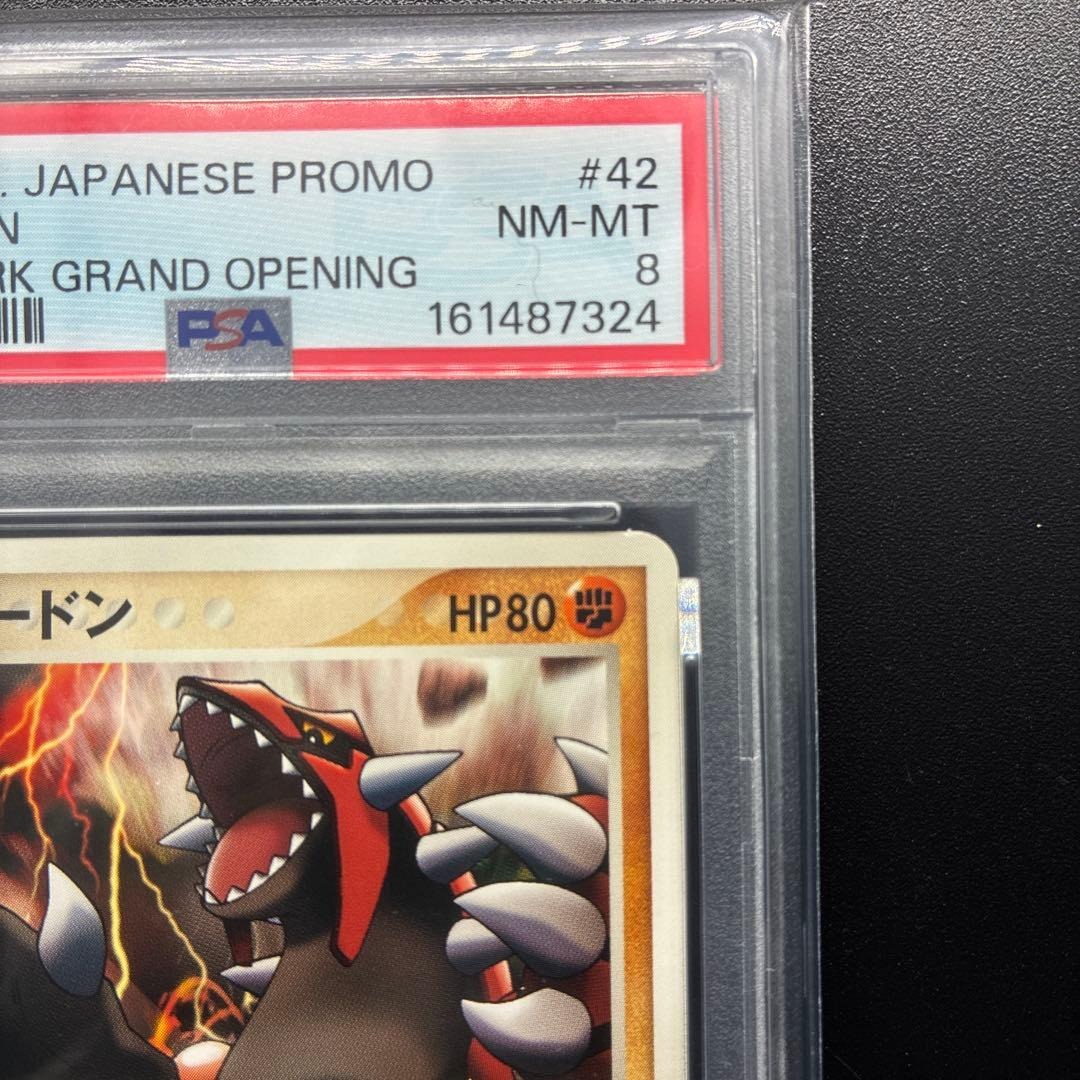 . JAPANESE PROMO #42
N NM-MT
RK GRAND OPENING 8
PSA 161487324
ードン HP80